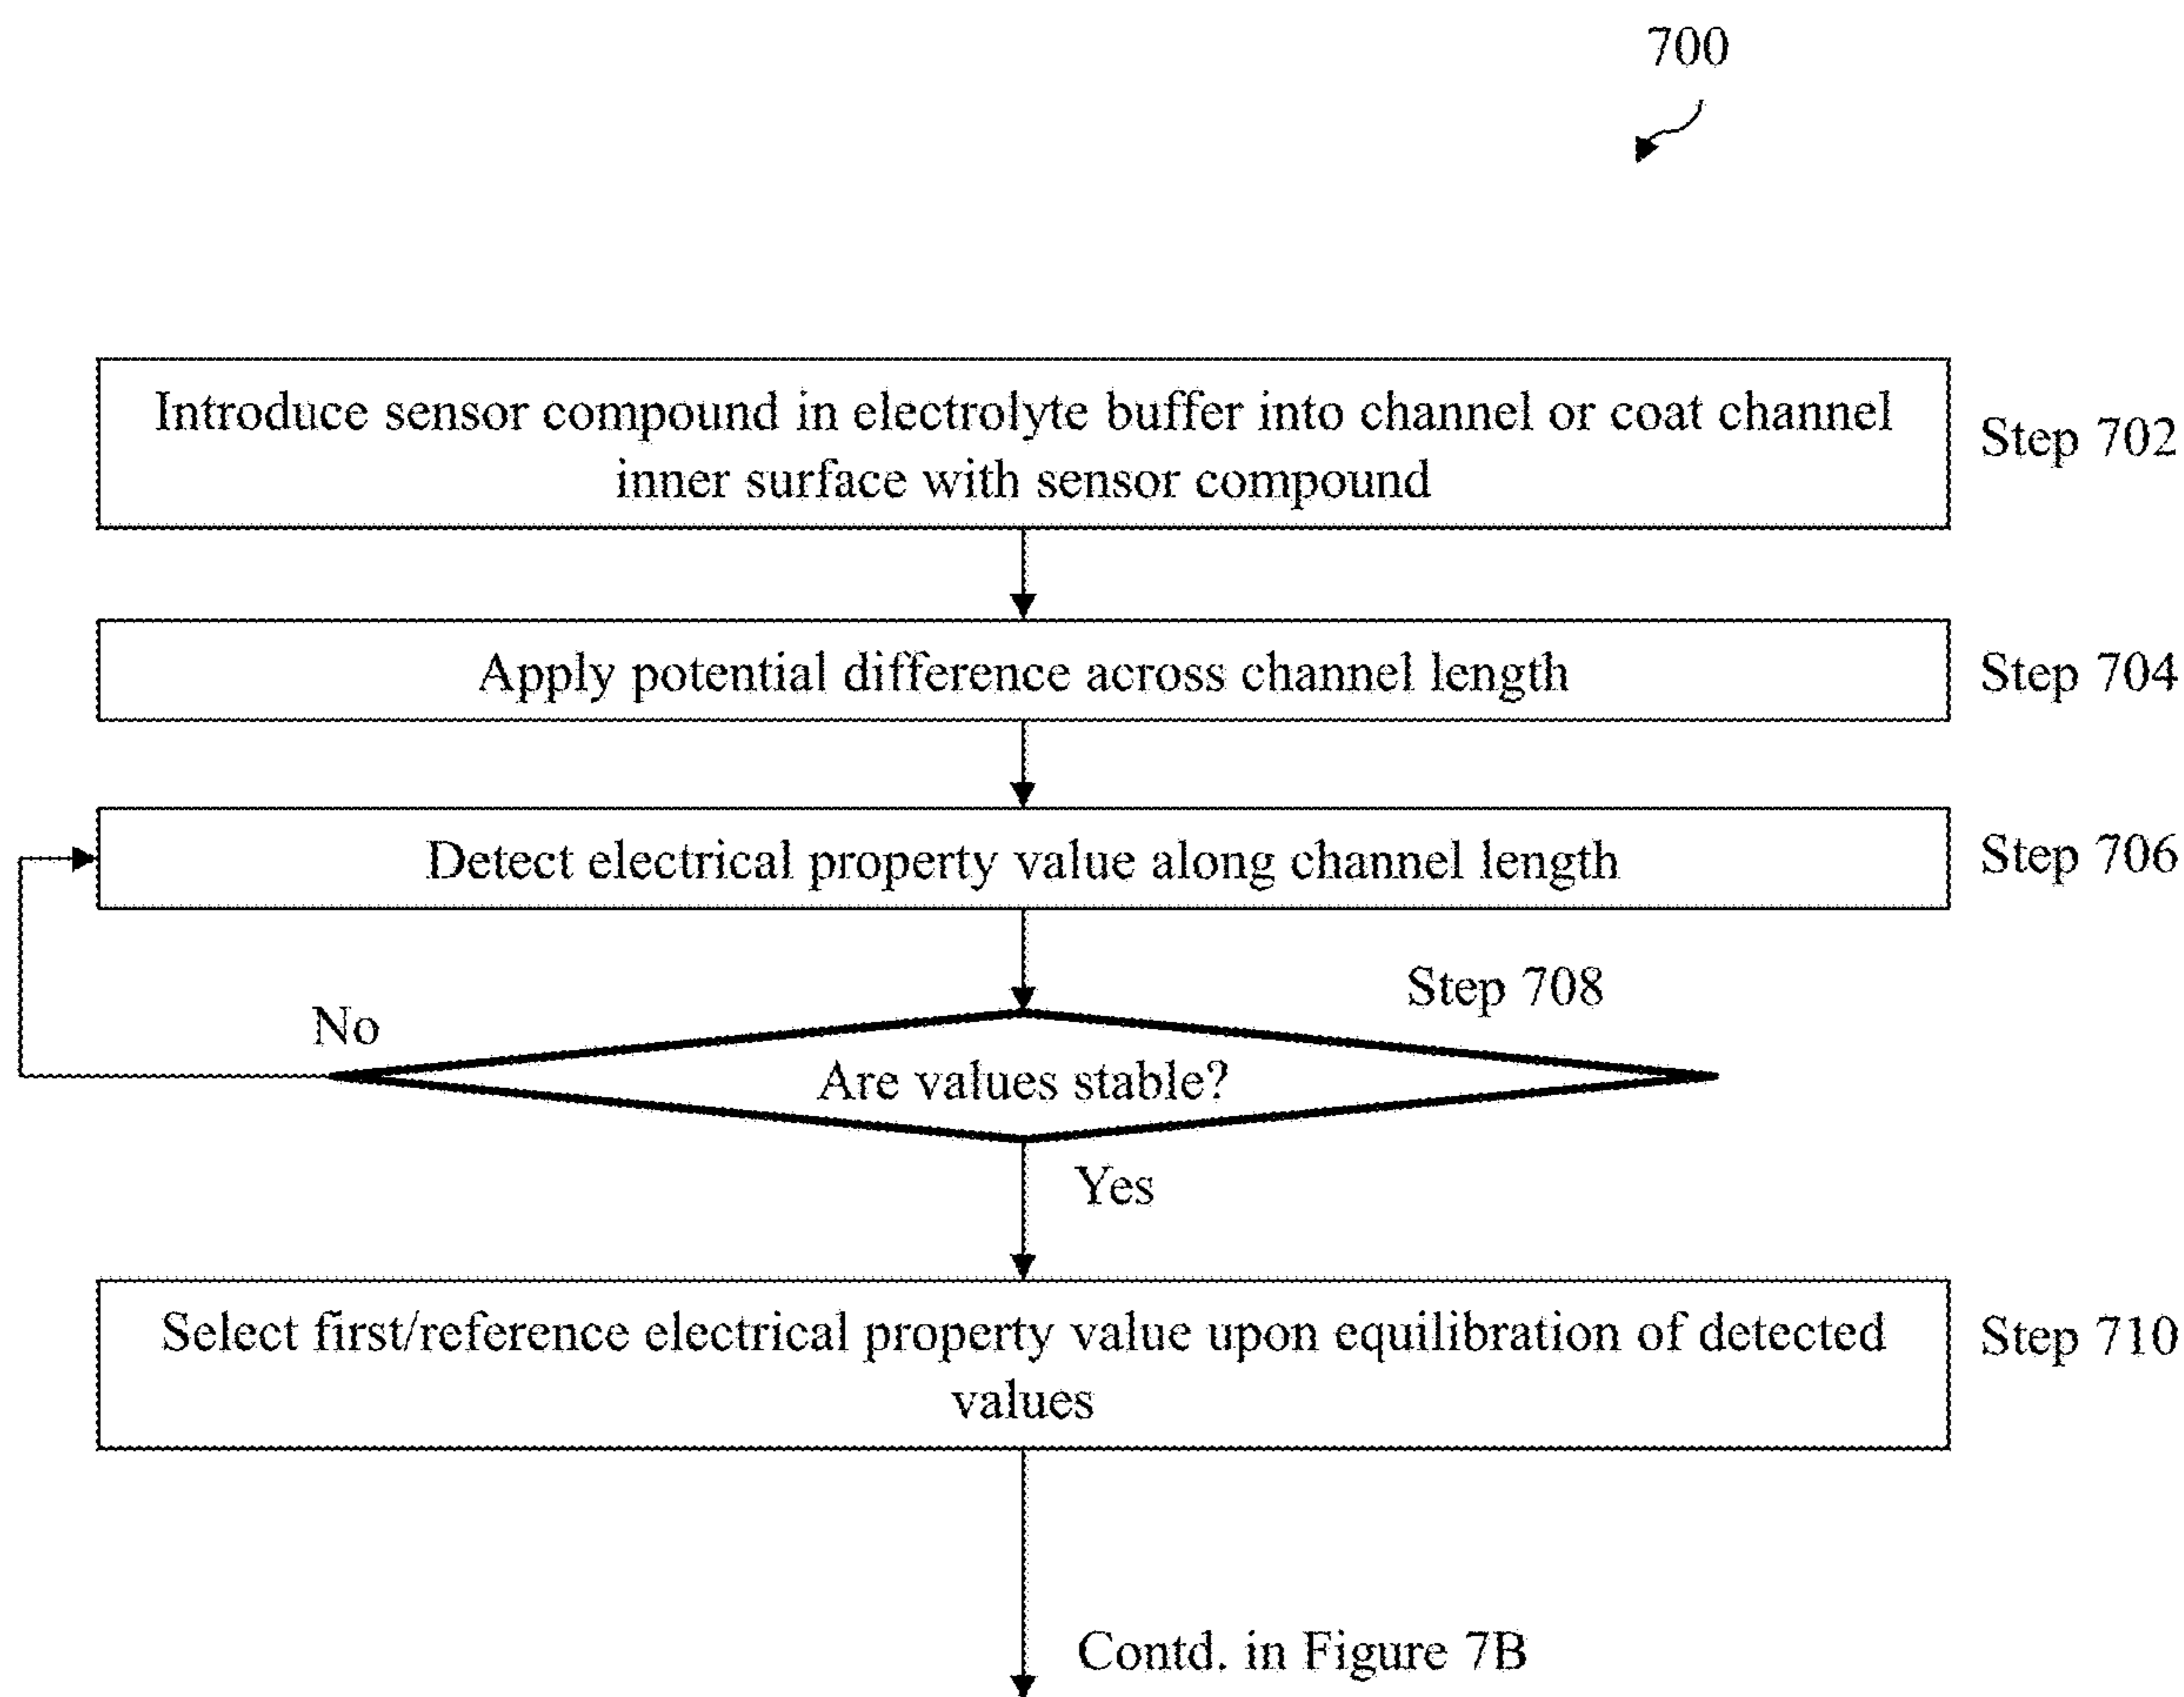 700
Introduce sensor compound in electrolyte buffer into channel or coat channel
inner surface with sensor compound
Step 702
Apply potential difference across channel length
Step 704
Detect electrical property value along channel length
Step 706
Step 708
No
Are values stable?
Yes
Select first/reference electrical property value upon equilibration of detected
values
Step 710
Contd. in Figure 7B